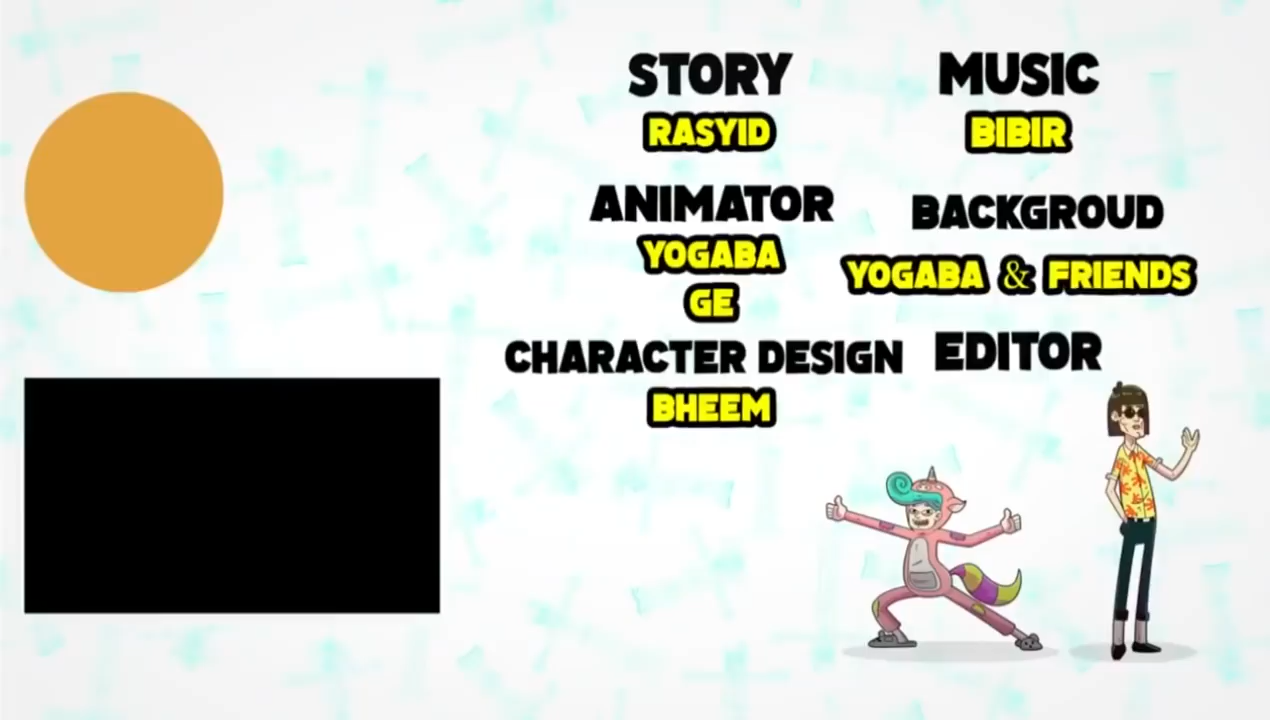 STORY
RASYID
ANIMATOR
YOGABA
GE
CHARACTER DESIGN
BHEEM
MUSIC
BIBIR
BACKGROUD
YOGABA & FRIENDS
EDITOR